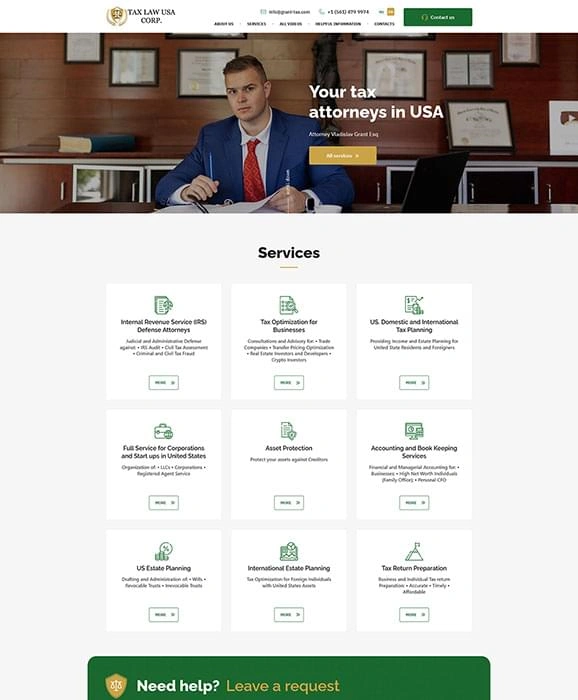 TAX LAW USA
CORP.
info@grant-tax.com
+1 (561) 879 9974
Contact us
ABOUT US
SERVICES
ALL VIDEOS
HELPFUL INFORMATION
CONTACTS
Your tax
attorneys in USA
Attorney Vladislav Grant Esq
All services »
Services
Internal Revenue Service (IRS)
Defense Attorneys
Judicial and Administrative Defense
against: • IRS Audit • Civil Tax Assessment
• Criminal and Civil Tax Fraud
MORE »
Tax Optimization for
Businesses
Consultations and Advisory for: • Trade
Companies • Transfer Pricing Optimization
• Real Estate Investors and Developers •
Crypto Investors
MORE »
US. Domestic and International
Tax Planning
Providing Income and Estate Planning for
United State Residents and Foreigners
MORE »
Full Service for Corporations
and Start ups in United States
Organization of: • LLCs • Corporations •
Registered Agent Service
MORE »
Asset Protection
Protect your assets against Creditors
MORE »
Accounting and Book Keeping
Services
Financial and Managerial Accounting for: •
Businesses: • High Net Worth Individuals
(Family Office); • Personal CFO
MORE »
US Estate Planning
Drafting and Administration of: • Wills •
Revocable Trusts • Irrevocable Trusts
MORE »
International Estate Planning
Tax Optimization for Foreign Individuals
with United States Assets
MORE »
Tax Return Preparation
Business and Individual Tax return
Preparation: • Accurate • Timely •
Affordable
MORE »
Need help? Leave a request